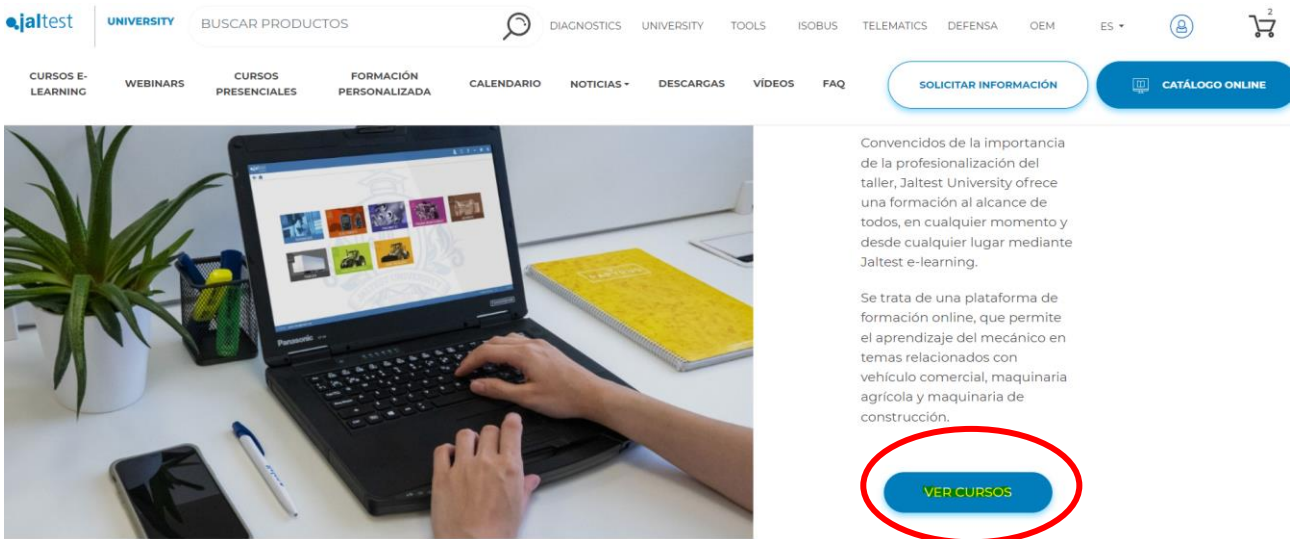 jaltest
UNIVERSITY
BUSCAR PRODUCTOS
DIAGNOSTICS UNIVERSITY TOOLS ISOBUS TELEMATICS DEFENSA OEM ES
2
CURSOS E-
LEARNING
WEBINARS
CURSOS
PRESENCIALES
FORMACIÓN
PERSONALIZADA
CALENDARIO
NOTICIAS
DESCARGAS
VÍDEOS
FAQ
SOLICITAR INFORMACIÓN
CATÁLOGO ONLINE
Convencidos de la importancia
de la profesionalización del
taller, Jaltest University ofrece
una formación al alcance de
todos, en cualquier momento y
desde cualquier lugar mediante
Jaltest e-learning.
Se trata de una plataforma de
formación online, que permite
el aprendizaje del mecánico en
temas relacionados con
vehículo comercial, maquinaria
agrícola y maquinaria de
construcción.
VER CURSOS
Panasonic
JALTEST